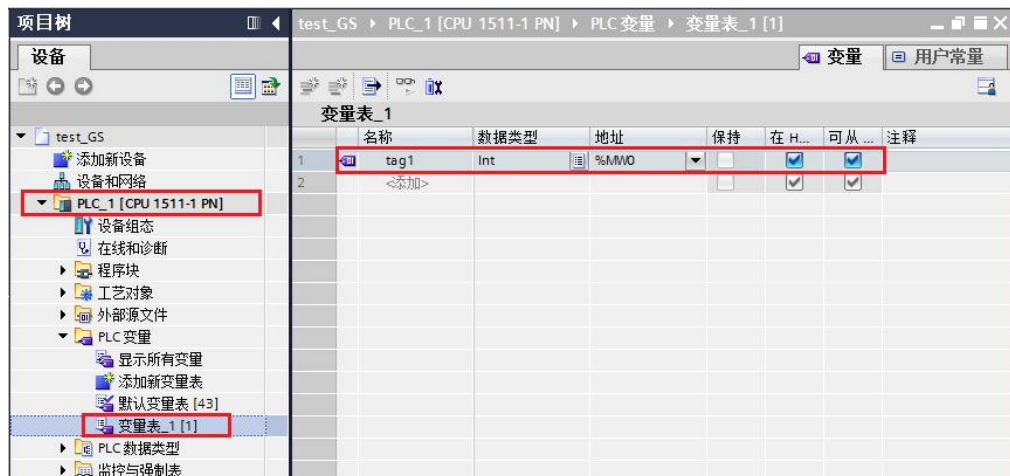 项目树
test_GS ▸ PLC_1 [CPU 1511-1 PN] ▸ PLC 变量 ▸ 变量表_1 [1]
设备
变量 用户常量
变量表_1
名称 数据类型 地址 保持 在 H... 可从 ... 注释
1 tag1 Int %MW0
2 <添加>
test_GS
添加新设备
设备和网络
PLC_1 [CPU 1511-1 PN]
设备组态
在线和诊断
程序块
工艺对象
外部源文件
PLC 变量
显示所有变量
添加新变量表
默认变量表 [43]
变量表_1 [1]
PLC 数据类型
监控与强制表